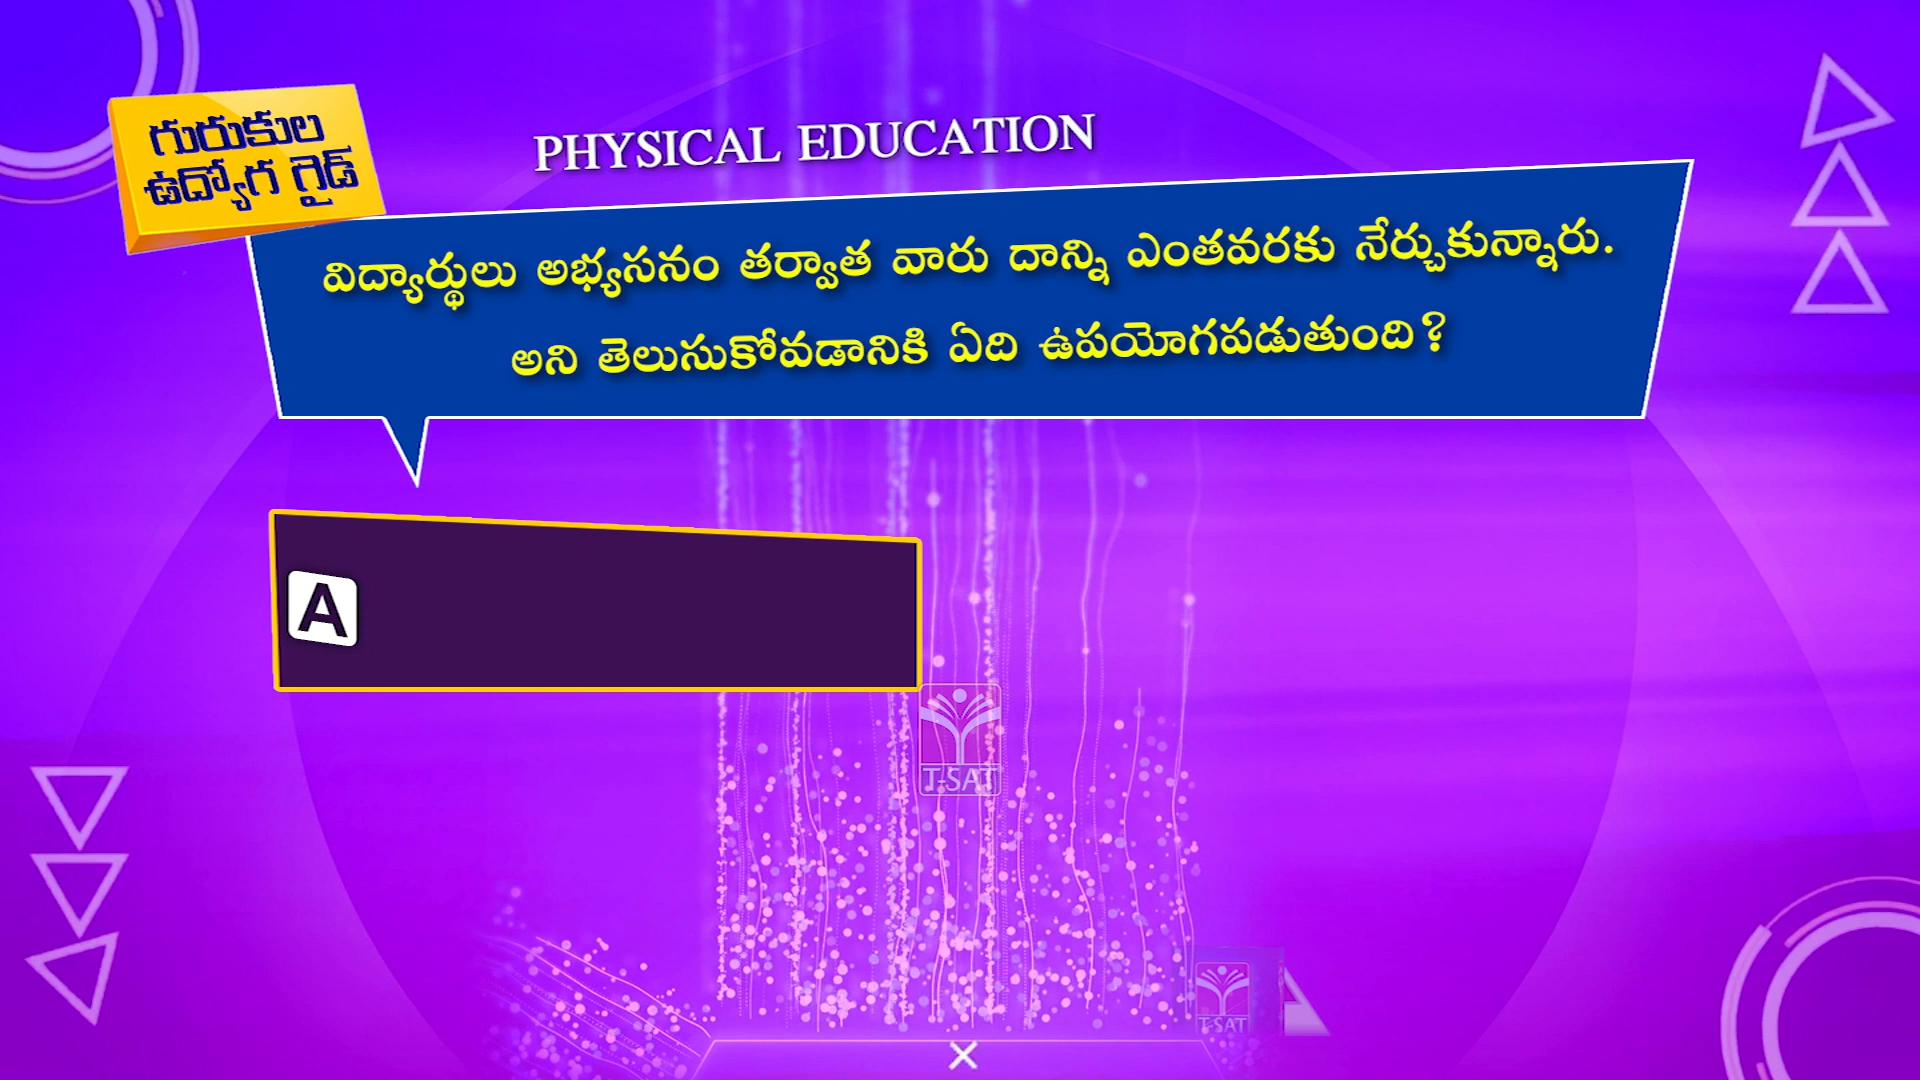 గురుకుల
ఉద్యోగ గైడ్
PHYSICAL EDUCATION
విద్యార్థులు అభ్యసనం తర్వాత వారు దాన్ని ఎంతవరకు నేర్చుకున్నారు.
అని తెలుసుకోవడానికి ఏది ఉపయోగపడుతుంది?
A
T-SAT
T-SAT